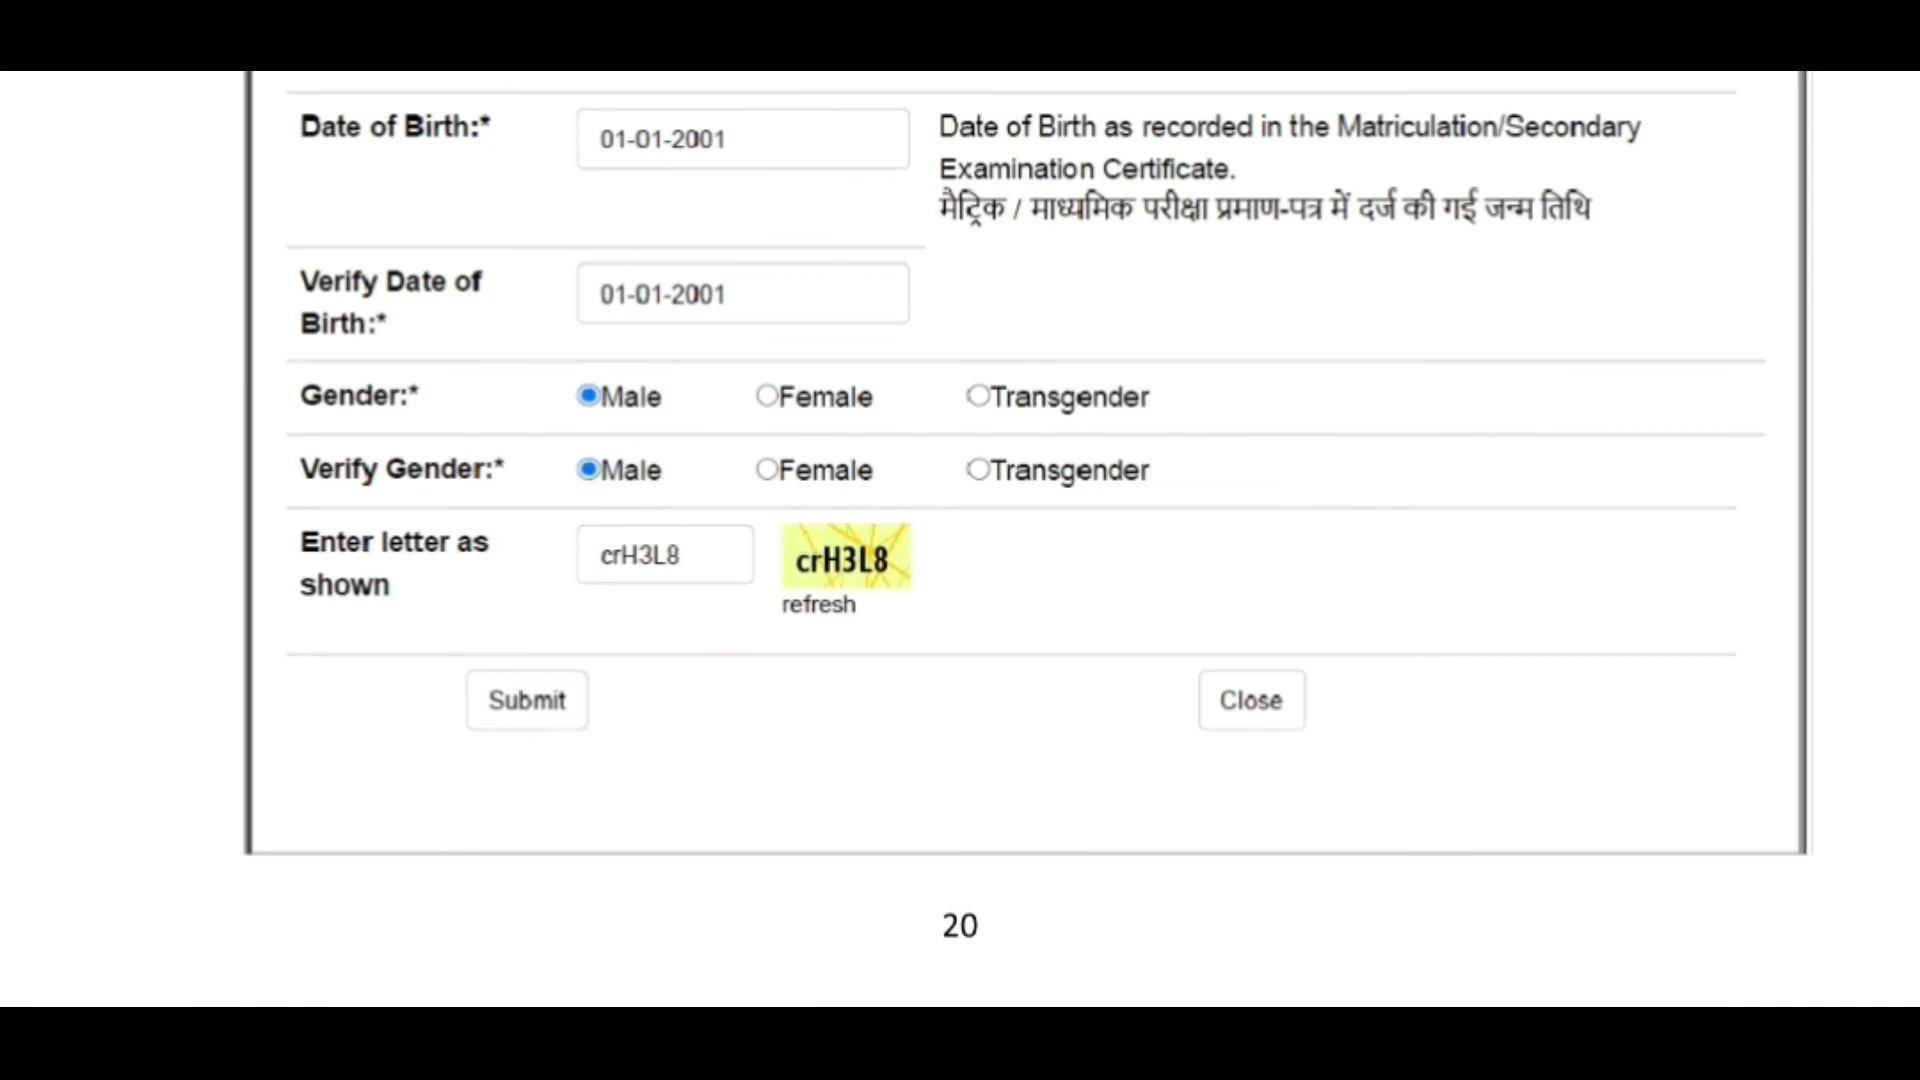 Date of Birth:* 01-01-2001 Date of Birth as recorded in the Matriculation/Secondary
Examination Certificate.
मैट्रिक / माध्यमिक परीक्षा प्रमाण-पत्र में दर्ज की गई जन्म तिथि
Verify Date of 01-01-2001
Birth:*
Gender:* Male Female Transgender
Verify Gender:* Male Female Transgender
Enter letter as crH3L8 crH3L8
shown refresh
Submit Close
20